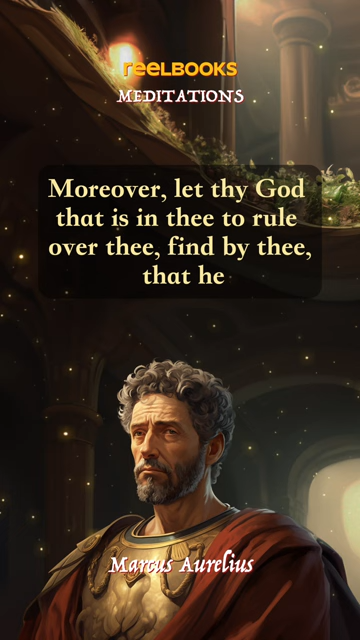 reelBOOKS
MEDITATIONS
Moreover, let thy God
that is in thee to rule
over thee, find by thee,
that he
Marcus Aurelius